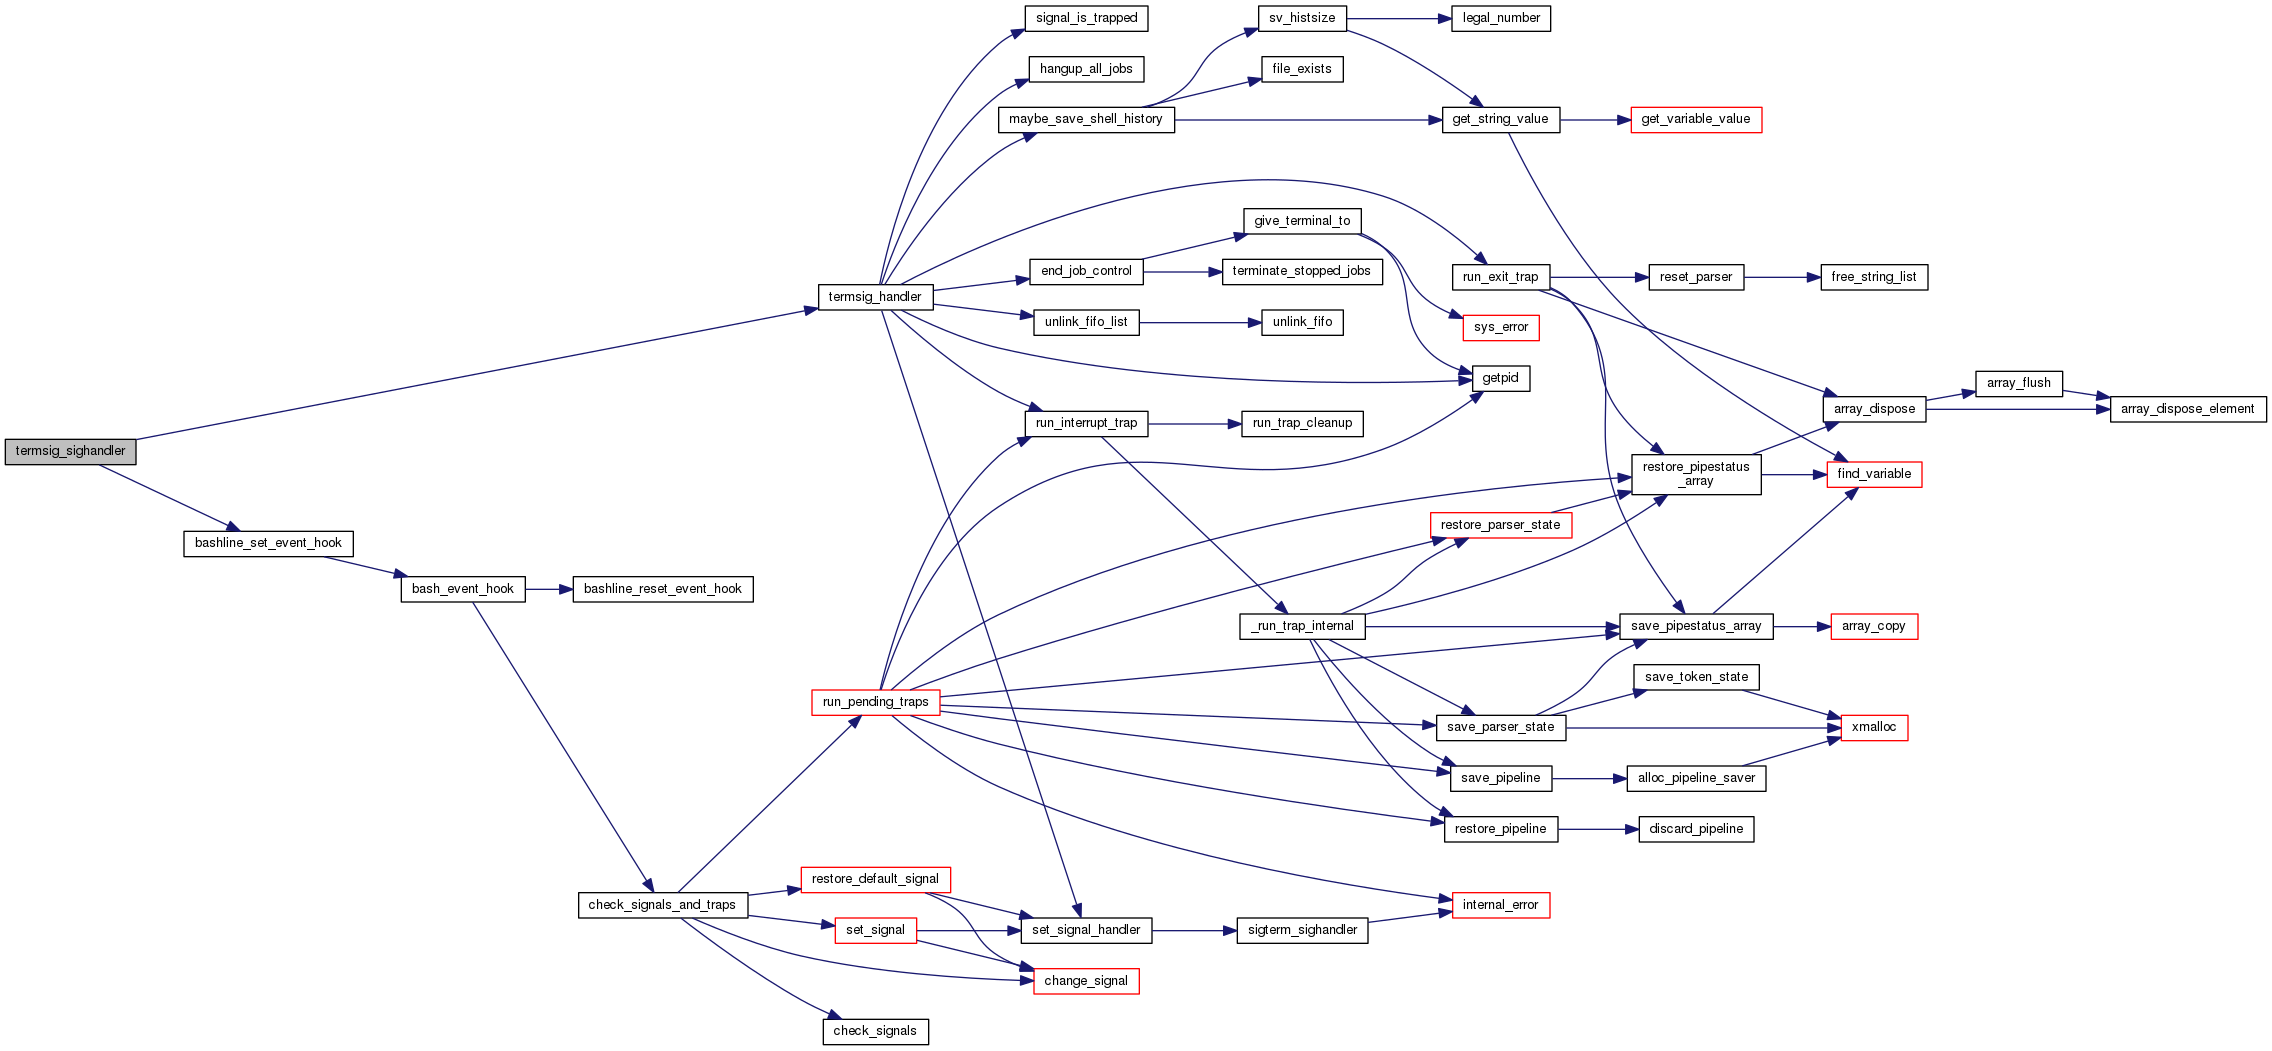 signal_is_trapped
sv_histsize
legal_number
hangup_all_jobs
file_exists
maybe_save_shell_history
get_string_value
get_variable_value
give_terminal_to
end_job_control
terminate_stopped_jobs
run_exit_trap
reset_parser
free_string_list
termsig_handler
unlink_fifo_list
unlink_fifo
sys_error
getpid
array_flush
array_dispose
array_dispose_element
run_interrupt_trap
run_trap_cleanup
termsig_sighandler
restore_pipestatus
_array
find_variable
restore_parser_state
bashline_set_event_hook
bash_event_hook
bashline_reset_event_hook
_run_trap_internal
save_pipestatus_array
array_copy
save_token_state
run_pending_traps
save_parser_state
xmalloc
save_pipeline
alloc_pipeline_saver
restore_pipeline
discard_pipeline
restore_default_signal
check_signals_and_traps
internal_error
set_signal
set_signal_handler
sigterm_sighandler
change_signal
check_signals